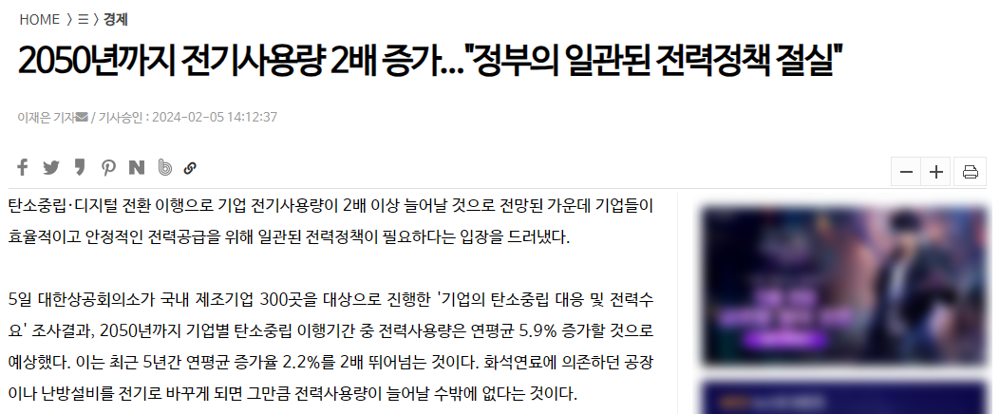 HOME > ☰ > 경제
2050년까지 전기사용량 2배 증가..."정부의 일관된 전력정책 절실"
이재은 기자 / 기사승인 : 2024-02-05 14:12:37
탄소중립·디지털 전환 이행으로 기업 전기사용량이 2배 이상 늘어날 것으로 전망된 가운데 기업들이
효율적이고 안정적인 전력공급을 위해 일관된 전력정책이 필요하다는 입장을 드러냈다.
5일 대한상공회의소가 국내 제조기업 300곳을 대상으로 진행한 '기업의 탄소중립 대응 및 전력수
요' 조사결과, 2050년까지 기업별 탄소중립 이행기간 중 전력사용량은 연평균 5.9% 증가할 것으로
예상했다. 이는 최근 5년간 연평균 증가율 2.2%를 2배 뛰어넘는 것이다. 화석연료에 의존하던 공장
이나 난방설비를 전기로 바꾸게 되면 그만큼 전력사용량이 늘어날 수밖에 없다는 것이다.